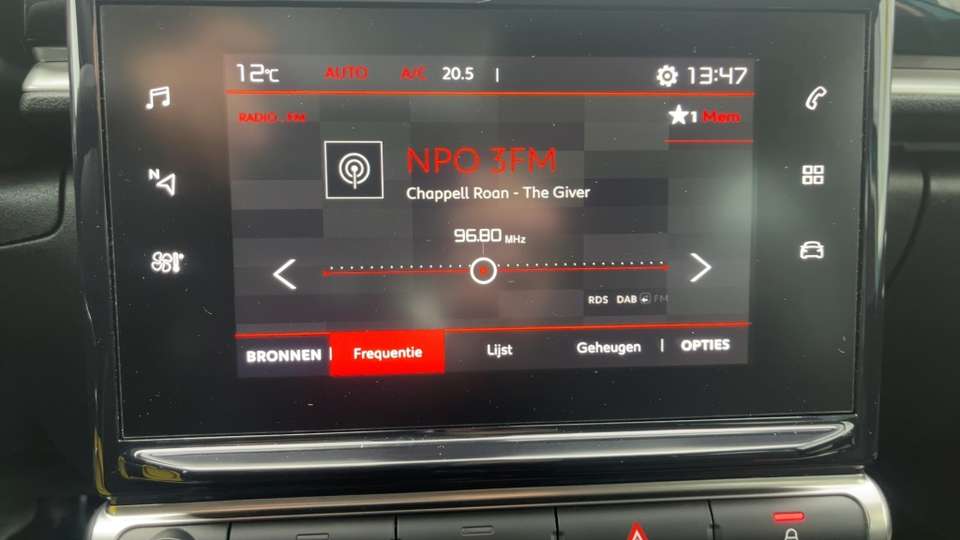 12°C AUTO A/C 20.5 | 13:47
RADIO . FM ★1 Mem
NPO 3FM
Chappell Roan - The Giver
96.80 MHz
N
RDS DAB FM
BRONNEN | Frequentie Lijst Geheugen | OPTIES